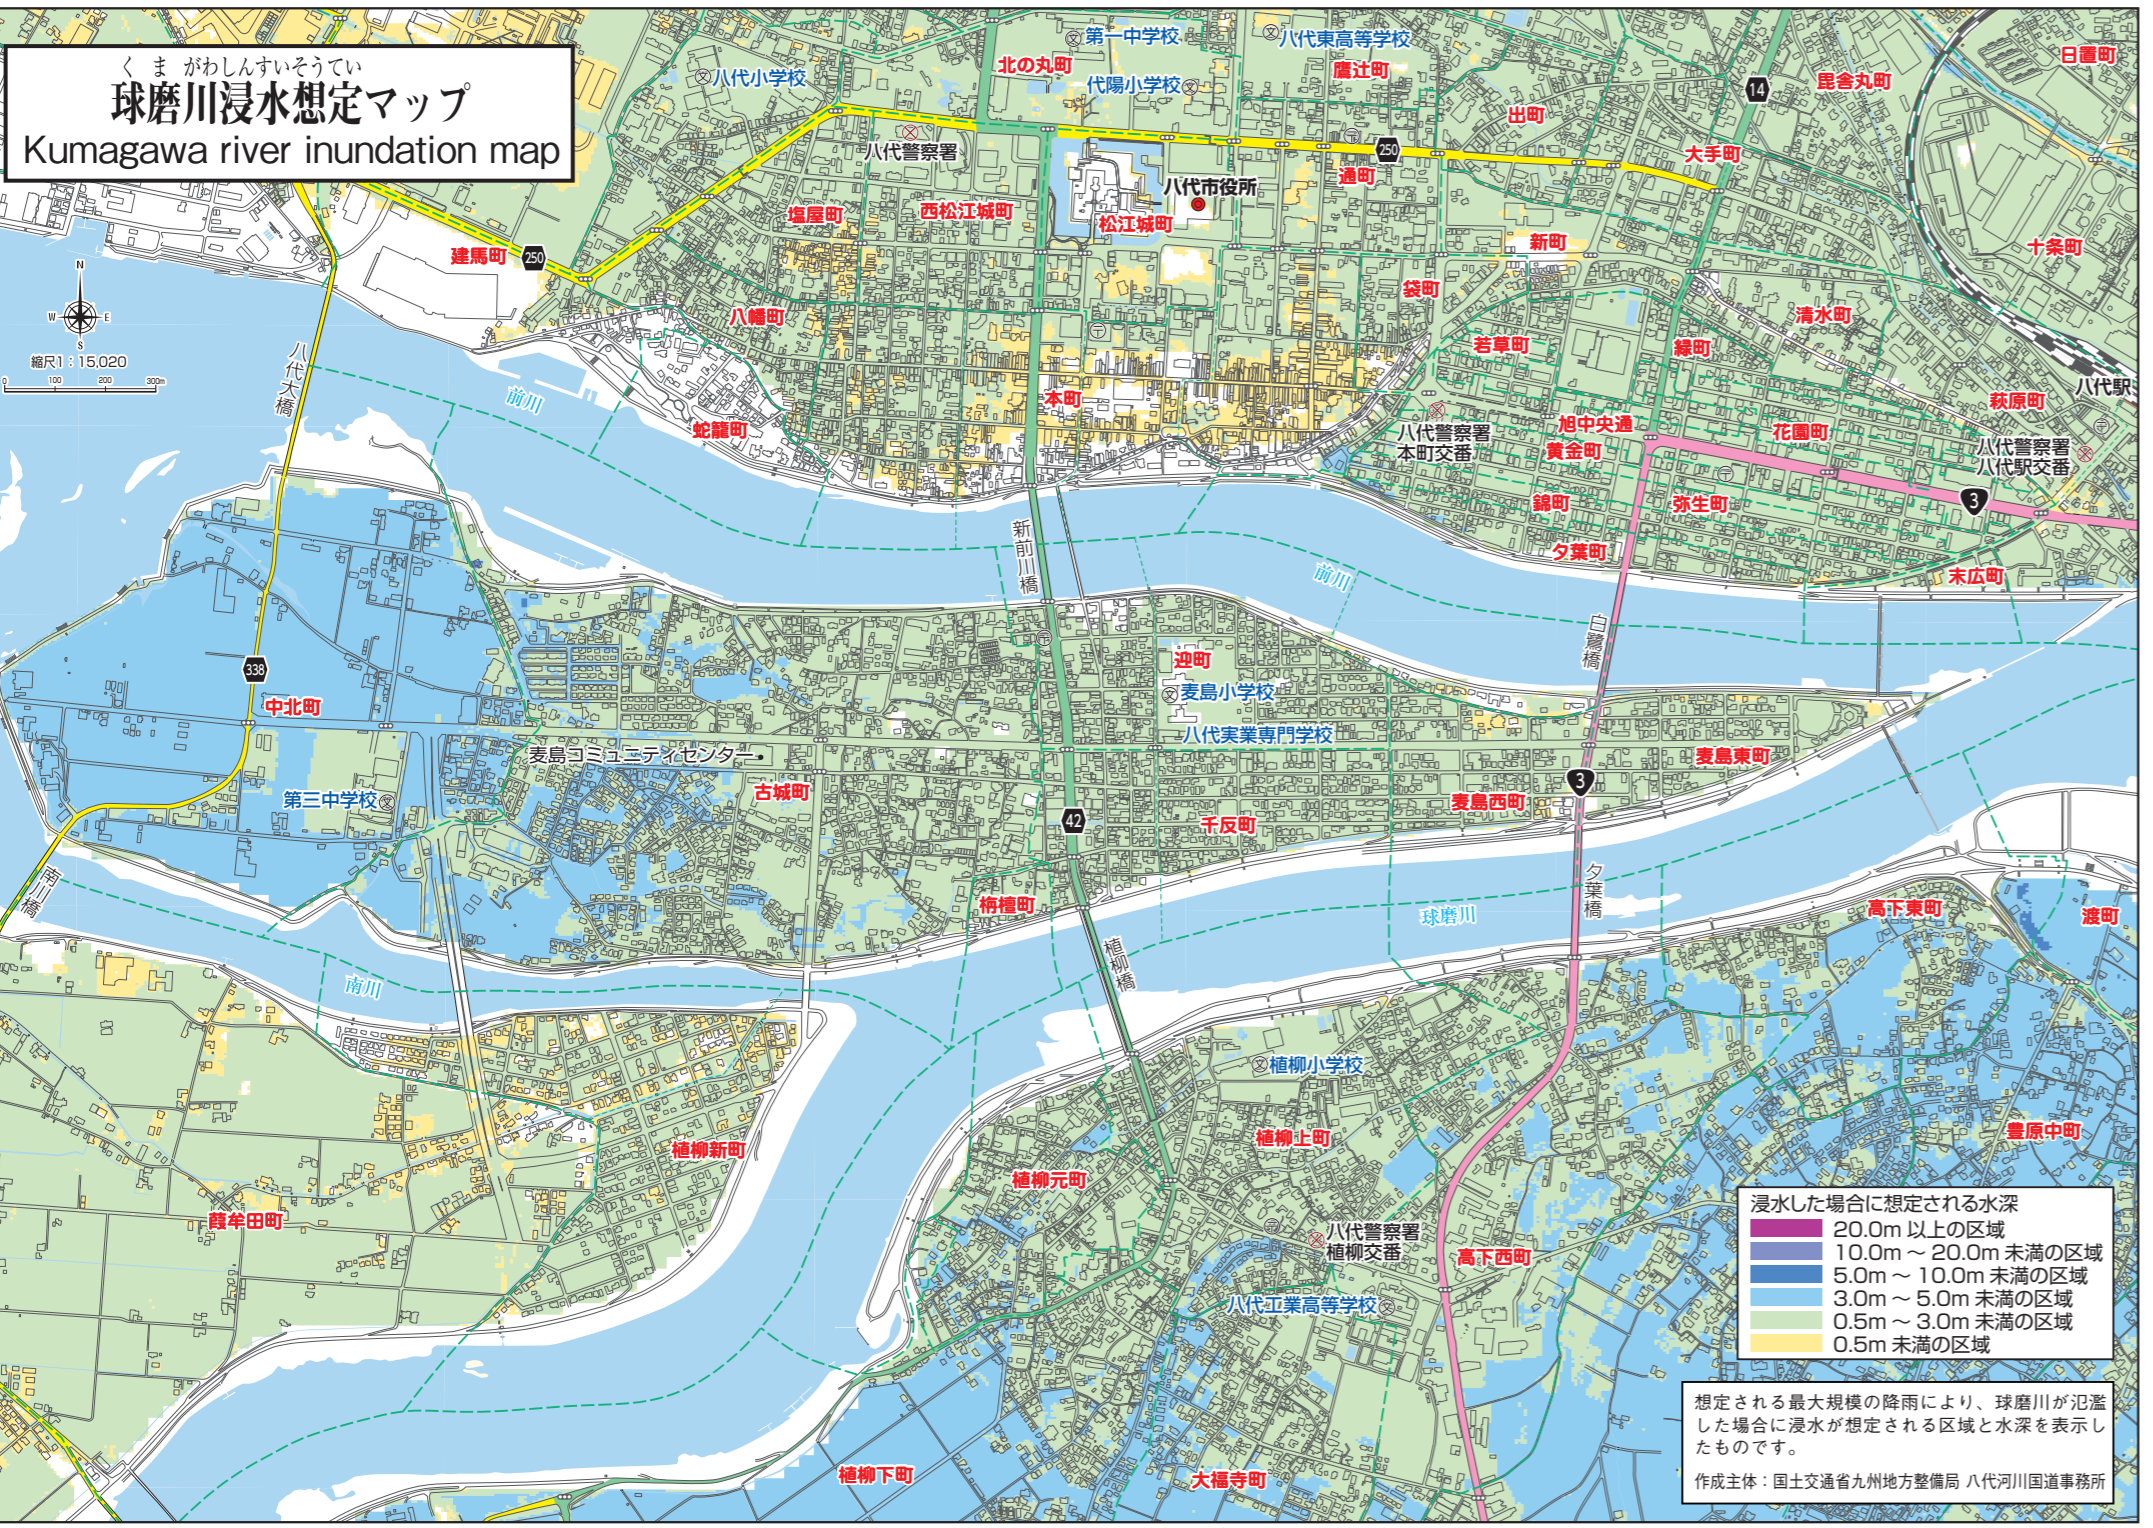 くまがわしんすいそうてい
球磨川浸水想定マップ
Kumagawa river inundation map
N
W E
S
縮尺1：15,020
0 100 200 300m
第一中学校
八代東高等学校
北の丸町
八代小学校
代陽小学校
鷹辻町
日置町
毘舎丸町
14
出町
八代警察署
250
大手町
通町
八代市役所
塩屋町
西松江城町
松江城町
新町
十条町
建馬町
250
袋町
八幡町
清水町
若草町
緑町
八代大橋
前川
本町
萩原町
八代駅
蛇籠町
旭中央通
花園町
八代警察署
本町交番
黄金町
八代警察署
八代駅交番
錦町
弥生町
3
新前川橋
夕葉町
前川
末広町
白鷺橋
338
迎町
麦島小学校
中北町
八代実業専門学校
麦島コミュニティセンター
麦島東町
3
第三中学校
古城町
麦島西町
42
千反町
南川橋
夕葉橋
栴檀町
球磨川
高下東町
渡町
植柳橋
南川
植柳小学校
植柳新町
植柳上町
豊原中町
植柳元町
葭牟田町
八代警察署
植柳交番
高下西町
八代工業高等学校
植柳下町
大福寺町
浸水した場合に想定される水深
20.0m 以上の区域
10.0m ～ 20.0m 未満の区域
5.0m ～ 10.0m 未満の区域
3.0m ～ 5.0m 未満の区域
0.5m ～ 3.0m 未満の区域
0.5m 未満の区域
想定される最大規模の降雨により、球磨川が氾濫
した場合に浸水が想定される区域と水深を表示し
たものです。
作成主体：国土交通省九州地方整備局 八代河川国道事務所